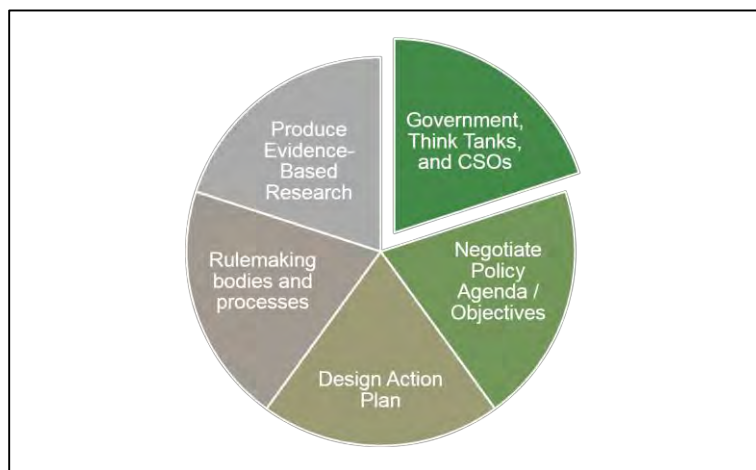 Government,
Think Tanks,
and CSOs
Negotiate
Policy
Agenda /
Objectives
Design Action
Plan
Rulemaking
bodies and
processes
Produce
Evidence-
Based
Research